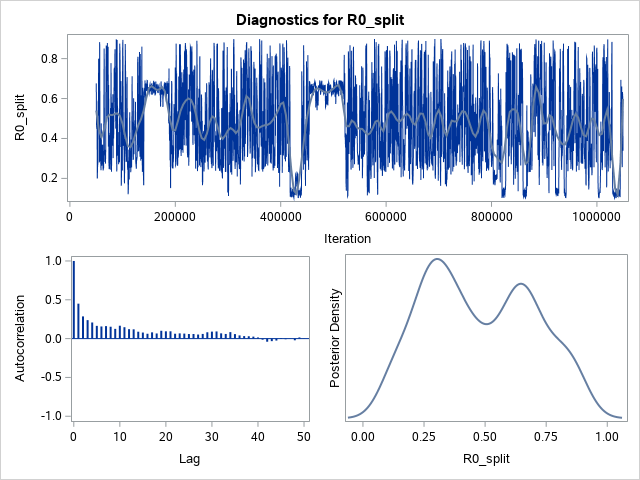 Diagnostics for R0_split
R0_split
0.8
0.6
0.4
0.2
0 200000 400000 600000 800000 1000000
Iteration
Autocorrelation
1.0
0.5
0.0
-0.5
-1.0
0 10 20 30 40 50
Lag
Posterior Density
0.00 0.25 0.50 0.75 1.00
R0_split